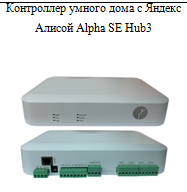 Контроллер умного дома с Яндекс
Алисой Alpha SE Hub3